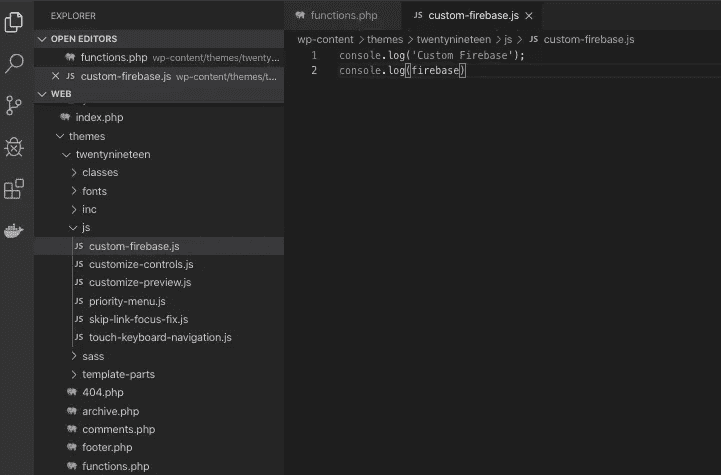 EXPLORER
OPEN EDITORS
functions.php wp-content/themes/twenty...
JS custom-firebase.js wp-content/themes/t...
WEB
index.php
themes
twentynineteen
classes
fonts
inc
js
JS custom-firebase.js
JS customize-controls.js
JS customize-preview.js
JS priority-menu.js
JS skip-link-focus-fix.js
JS touch-keyboard-navigation.js
sass
template-parts
404.php
archive.php
comments.php
footer.php
functions.php
functions.php JS custom-firebase.js
wp-content > themes > twentynineteen > js > JS custom-firebase.js
1 console.log('Custom Firebase');
2 console.log(firebase)